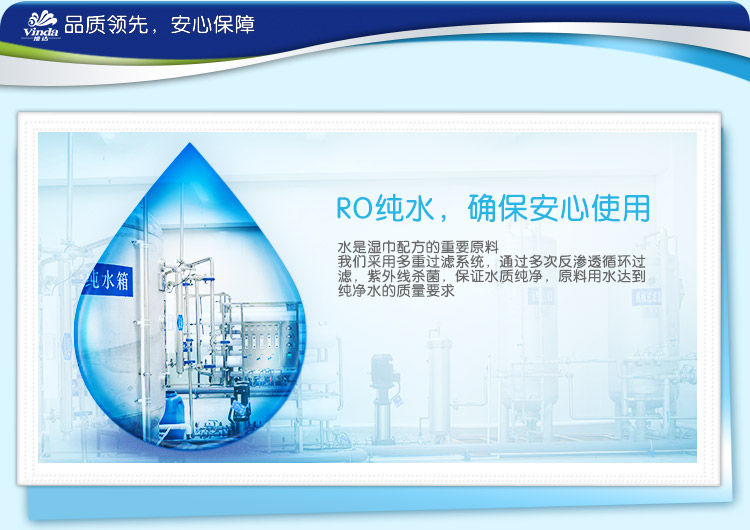 Vinda
维达
品质领先，安心保障
RO纯水，确保安心使用
水是湿巾配方的重要原料
我们采用多重过滤系统，通过多次反渗透循环过
滤，紫外线杀菌，保证水质纯净，原料用水达到
纯净水的质量要求
纯水箱